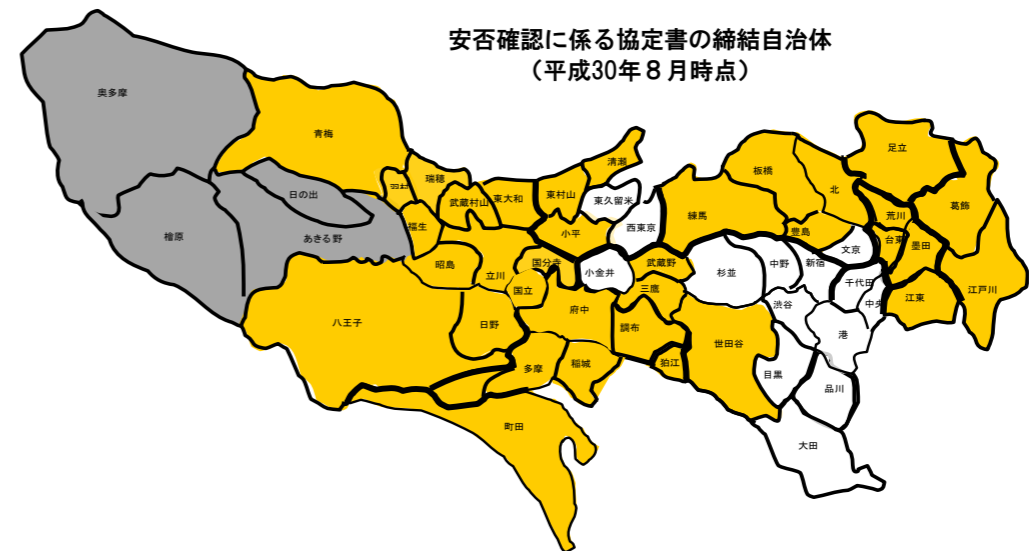 安否確認に係る協定書の締結自治体
（平成30年８月時点）
奥多摩
青梅
日の出
檜原
あきる野
羽村
瑞穂
武蔵村山
東大和
福生
昭島
立川
八王子
日野
国立
国分寺
東村山
清瀬
東久留米
小平
西東京
小金井
武蔵野
三鷹
府中
調布
狛江
多摩
稲城
町田
練馬
板橋
北
豊島
足立
葛飾
荒川
台東
墨田
文京
杉並
中野
新宿
千代田
中央
江東
江戸川
渋谷
港
世田谷
目黒
品川
大田